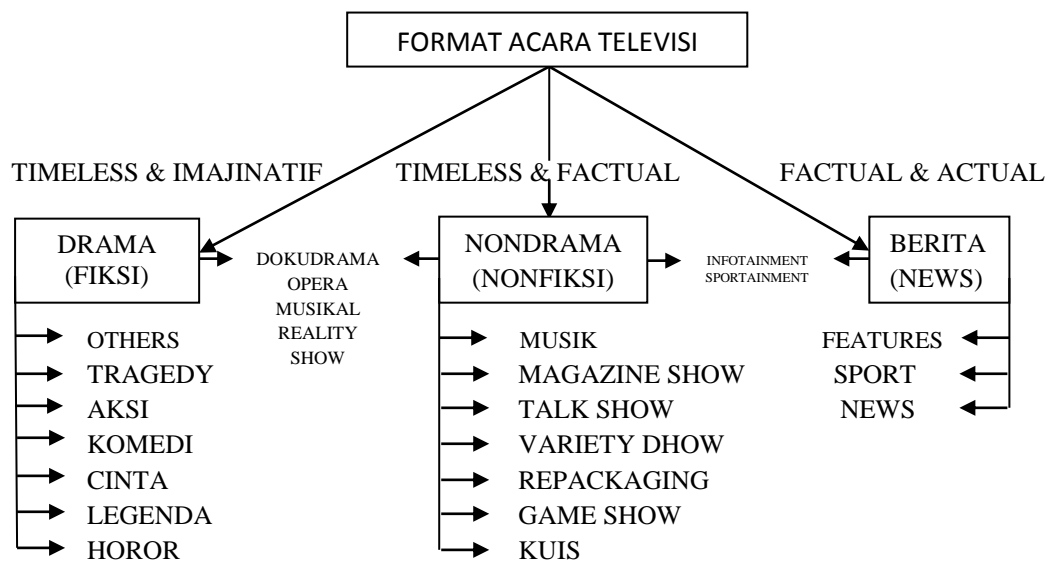 FORMAT ACARA TELEVISI
TIMELESS & IMAJINATIF
TIMELESS & FACTUAL
FACTUAL & ACTUAL
DRAMA
(FIKSI)
DOKUDRAMA
OPERA
MUSIKAL
REALITY
SHOW
NONDRAMA
(NONFIKSI)
INFOTAINMENT
SPORTAINMENT
BERITA
(NEWS)
OTHERS
TRAGEDY
AKSI
KOMEDI
CINTA
LEGENDA
HOROR
MUSIK
MAGAZINE SHOW
TALK SHOW
VARIETY DHOW
REPACKAGING
GAME SHOW
KUIS
FEATURES
SPORT
NEWS